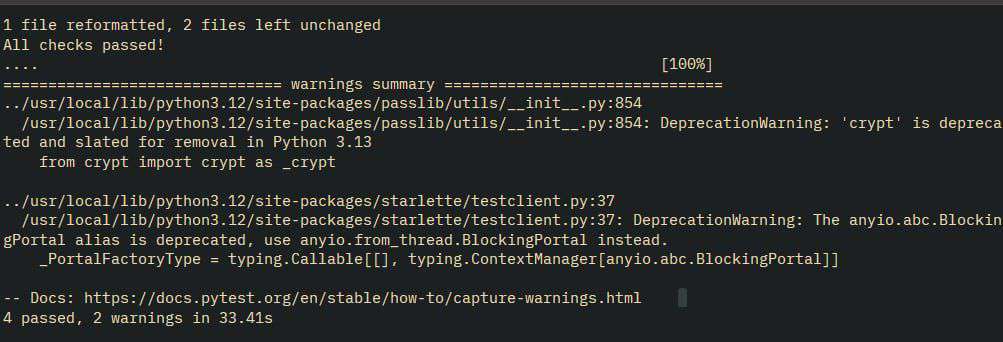 1 file reformatted, 2 files left unchanged
All checks passed!
.... [100%]
=============================== warnings summary ===============================
../usr/local/lib/python3.12/site-packages/passlib/utils/__init__.py:854
/usr/local/lib/python3.12/site-packages/passlib/utils/__init__.py:854: DeprecationWarning: 'crypt' is depreca
ted and slated for removal in Python 3.13
from crypt import crypt as _crypt
../usr/local/lib/python3.12/site-packages/starlette/testclient.py:37
/usr/local/lib/python3.12/site-packages/starlette/testclient.py:37: DeprecationWarning: The anyio.abc.Blockin
gPortal alias is deprecated, use anyio.from_thread.BlockingPortal instead.
_PortalFactoryType = typing.Callable[[], typing.ContextManager[anyio.abc.BlockingPortal]]
-- Docs: https://docs.pytest.org/en/stable/how-to/capture-warnings.html
4 passed, 2 warnings in 33.41s